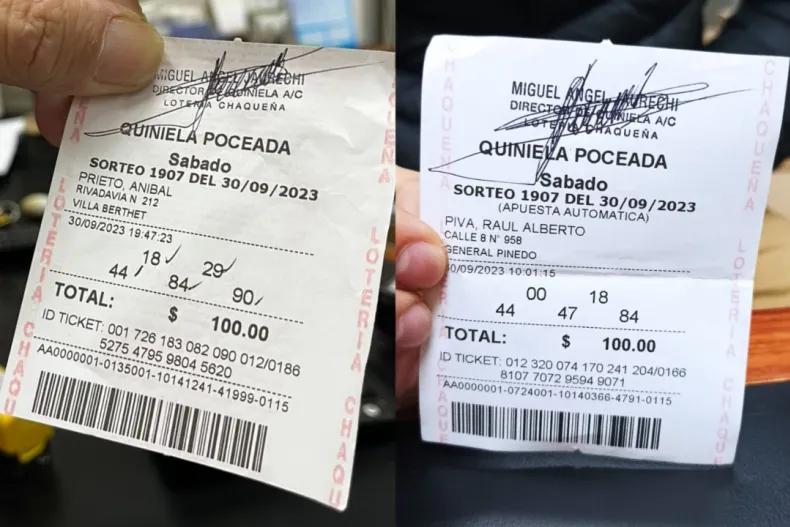 MIGUEL ANGEL JAURECHI
DIRECTOR DE QUINIELA A/C
LOTERIA CHAQUEÑA
QUINIELA POCEADA
Sabado
SORTEO 1907 DEL 30/09/2023
PRIETO, ANIBAL
RIVADAVIA N 212
VILLA BERTHET
30/09/2023 19:47:23
18 29
44 84 90
TOTAL: $ 100.00
ID TICKET: 001 726 183 082 090 012/0186
5275 4795 9804 5620
AA0000001-0135001-10141241-41999-0115
LOTERIA CHAQUEÑA
MIGUEL ANGEL JAURECHI
DIRECTOR DE QUINIELA A/C
LOTERIA CHAQUEÑA
QUINIELA POCEADA
Sabado
SORTEO 1907 DEL 30/09/2023
(APUESTA AUTOMATICA)
PIVA, RAUL ALBERTO
CALLE 8 N° 958
GENERAL PINEDO
30/09/2023 10:01:15
00 18
44 47 84
TOTAL: $ 100.00
ID TICKET: 012 320 074 170 241 204/0166
8107 7072 9594 9071
AA0000001-0724001-10140366-4791-0115
CHAQUEÑA
LOTERIA